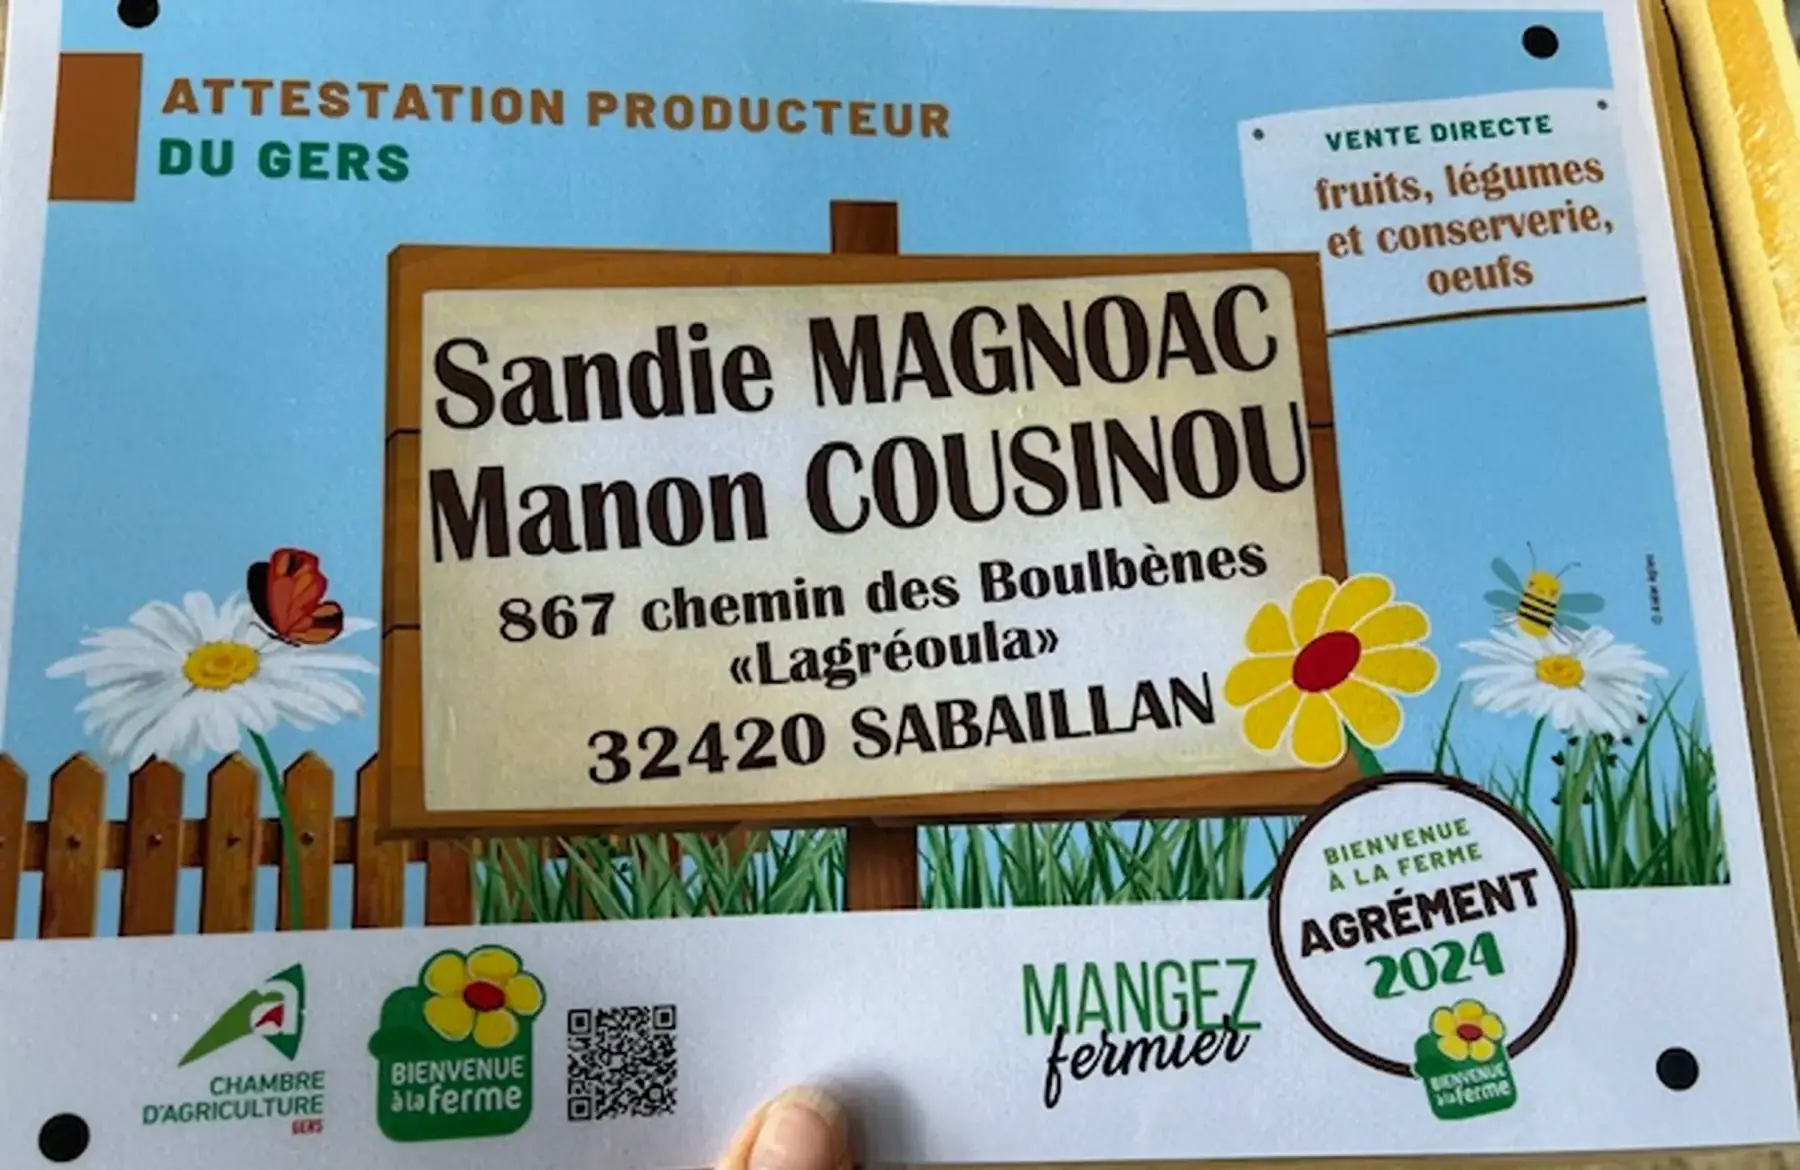 ATTESTATION PRODUCTEUR
DU GERS
VENTE DIRECTE
fruits, légumes
et conserverie,
oeufs
Sandie MAGNOAC
Manon COUSINOU
867 chemin des Boulbènes
«Lagréoula»
32420 SABAILLAN
BIENVENUE
À LA FERME
AGRÉMENT
2024
BIENVENUE
à la ferme
MANGEZ
fermier
CHAMBRE
D'AGRICULTURE
GERS
BIENVENUE
à la ferme